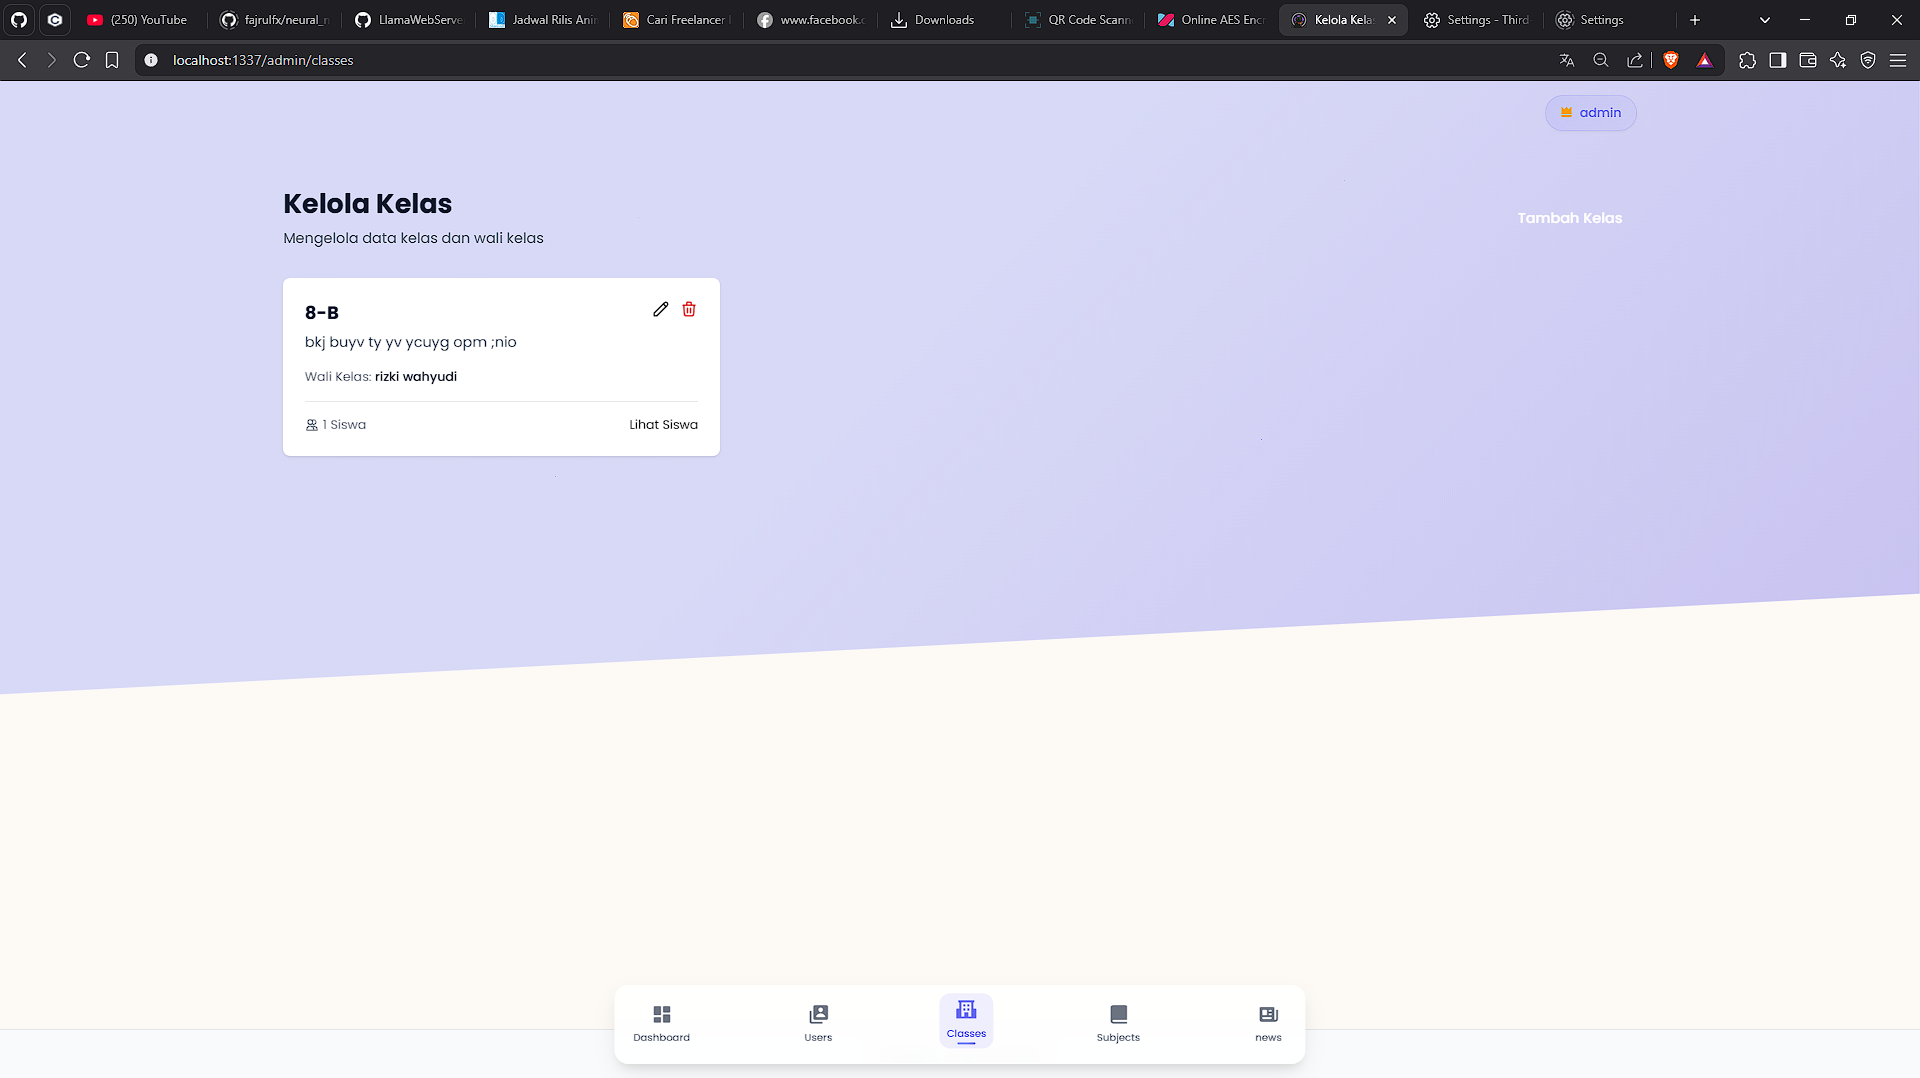 (250) YouTube
fajrulfx/neural_n
LlamaWebServe
Jadwal Rilis Anim
Cari Freelancer
www.facebook.c
Downloads
QR Code Scann
Online AES Encr
Kelola Kelas
Settings - Third
Settings
localhost:1337/admin/classes
admin
Kelola Kelas
Mengelola data kelas dan wali kelas
Tambah Kelas
8-B
bkj buyv ty yv ycuyg opm ;nio
Wali Kelas: rizki wahyudi
1 Siswa
Lihat Siswa
Dashboard
Users
Classes
Subjects
news